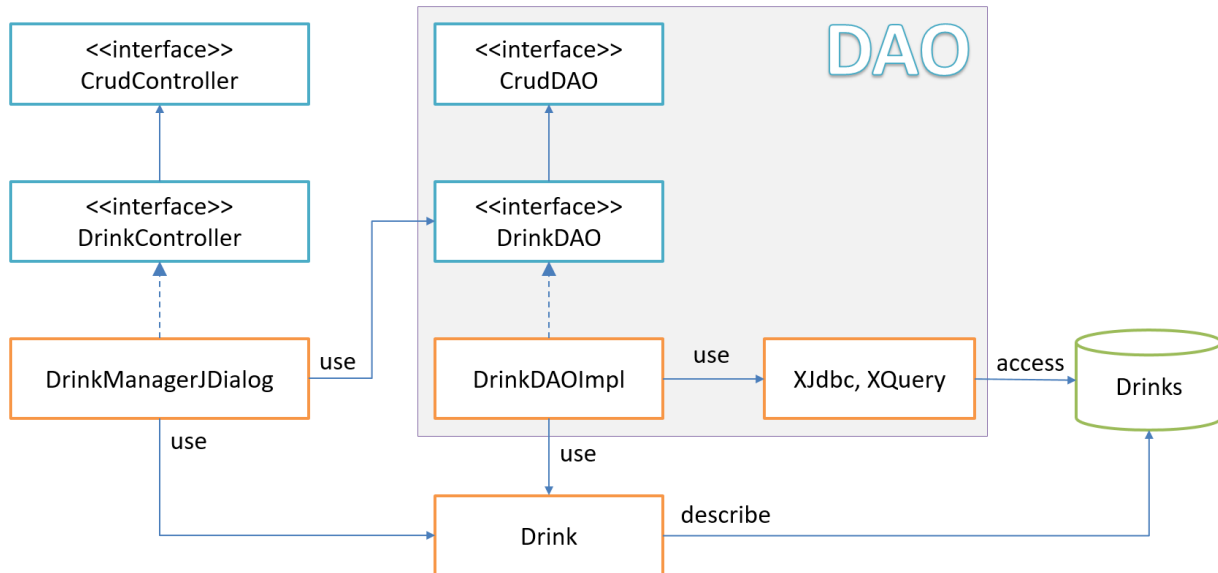 DAO
<<interface>>
CrudController
<<interface>>
CrudDAO
<<interface>>
DrinkController
<<interface>>
DrinkDAO
DrinkManagerJDialog
use
DrinkDAOImpl
use
XJdbc, XQuery
access
Drinks
use
use
Drink
describe